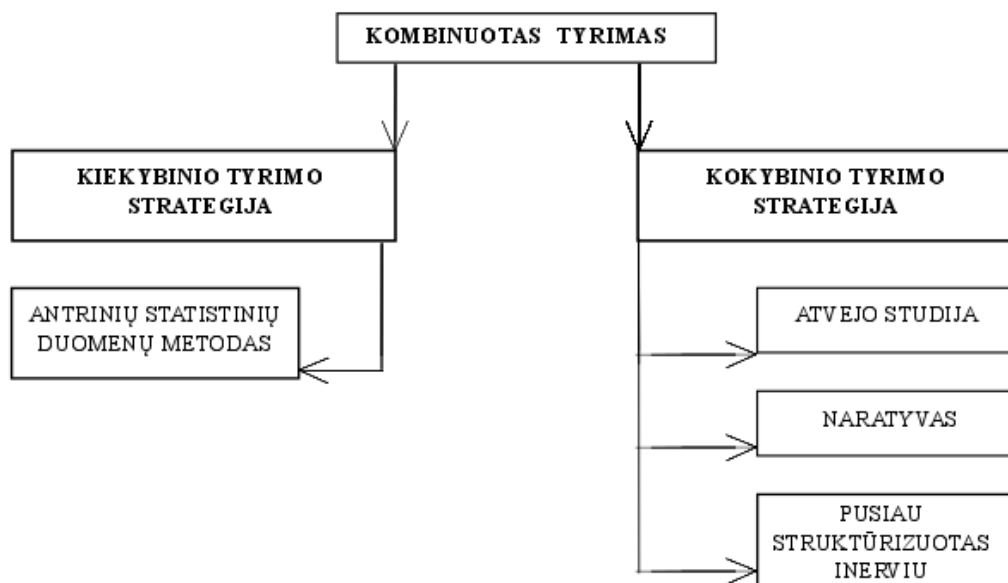 KOMBINUOTAS TYRIMAS
KIEKYBINIO TYRIMO
STRATEGIJA
KOKYBINIO TYRIMO
STRATEGIJA
ANTRINIŲ STATISTINIŲ
DUOMENŲ METODAS
ATVEJO STUDIJA
NARATYVAS
PUSIAU
STRUKTŪRIZUOTAS
INERVIU